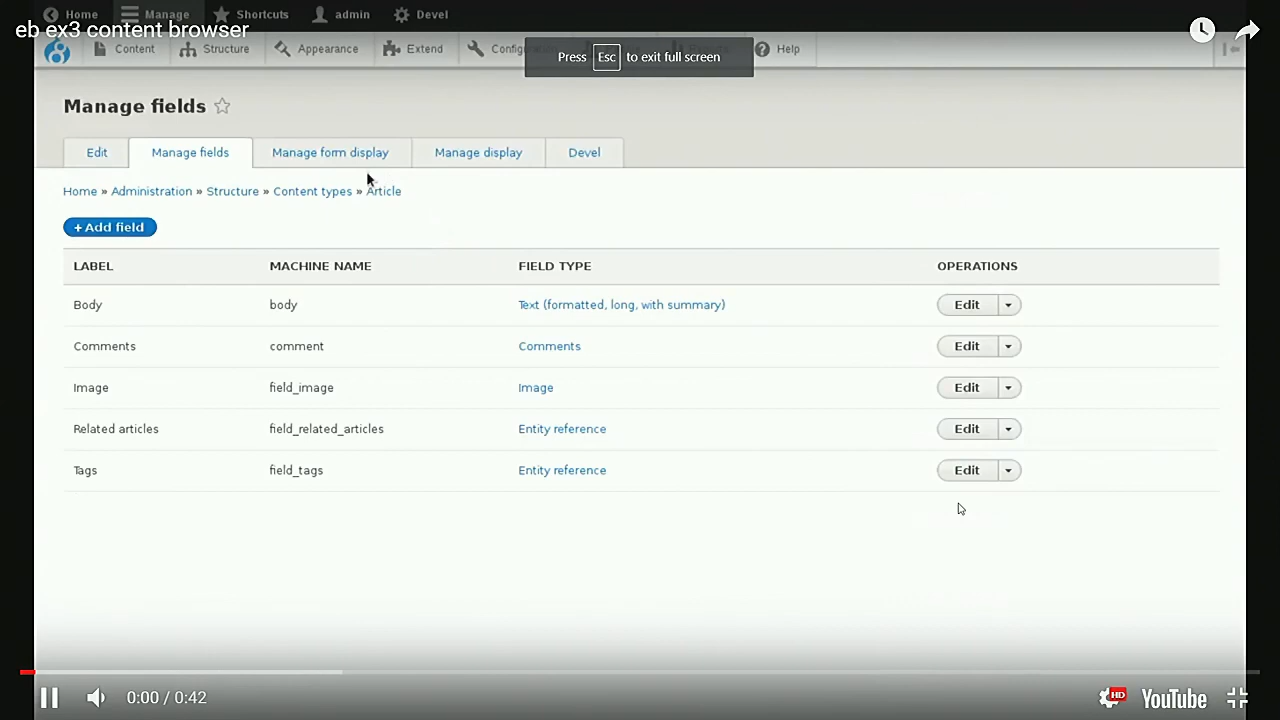 Home Manage Shortcuts admin Devel
eb ex3 content browser
Content Structure Appearance Extend Help
Press Esc to exit full screen
Manage fields
Edit Manage fields Manage form display Manage display Devel
Home » Administration » Structure » Content types » Article
+ Add field
LABEL MACHINE NAME FIELD TYPE OPERATIONS
Body body Text (formatted, long, with summary) Edit
Comments comment Comments Edit
Image field_image Image Edit
Related articles field_related_articles Entity reference Edit
Tags field_tags Entity reference Edit
0:00 / 0:42 HD YouTube